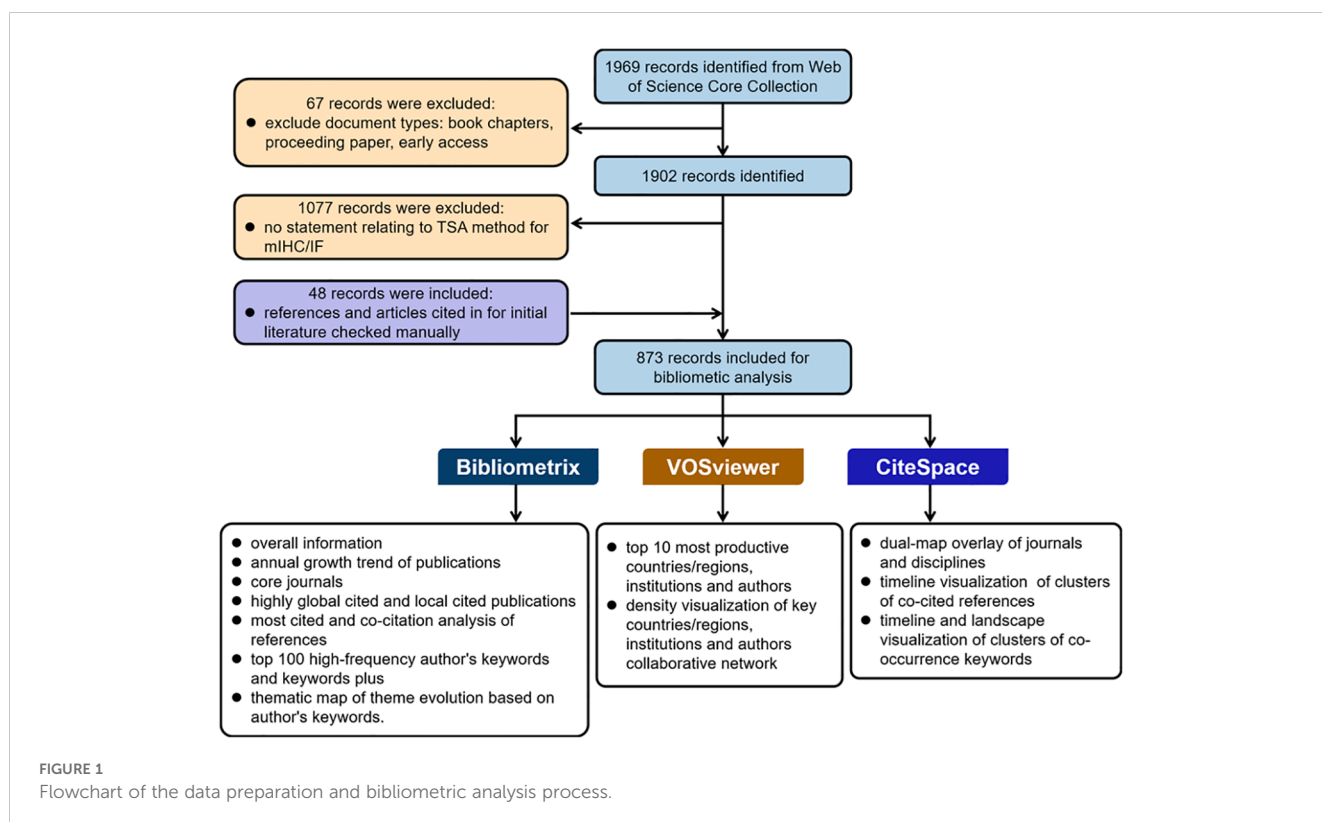 1969 records identified from Web
of Science Core Collection
67 records were excluded:
● exclude document types: book chapters,
proceeding paper, early access
1902 records identified
1077 records were excluded:
● no statement relating to TSA method for
mIHC/IF
48 records were included:
● references and articles cited in for initial
literature checked manually
873 records included for
bibliometic analysis
Bibliometrix
VOSviewer
CiteSpace
● overall information
● annual growth trend of publications
● core journals
● highly global cited and local cited publications
● most cited and co-citation analysis of
references
● top 100 high-frequency author's keywords
and keywords plus
● thematic map of theme evolution based on
author's keywords.
● top 10 most productive
countries/regions,
institutions and authors
● density visualization of key
countries/regions,
institutions and authors
collaborative network
● dual-map overlay of journals
and disciplines
● timeline visualization of clusters
of co-cited references
● timeline and landscape
visualization of clusters of co-
occurrence keywords
FIGURE 1
Flowchart of the data preparation and bibliometric analysis process.